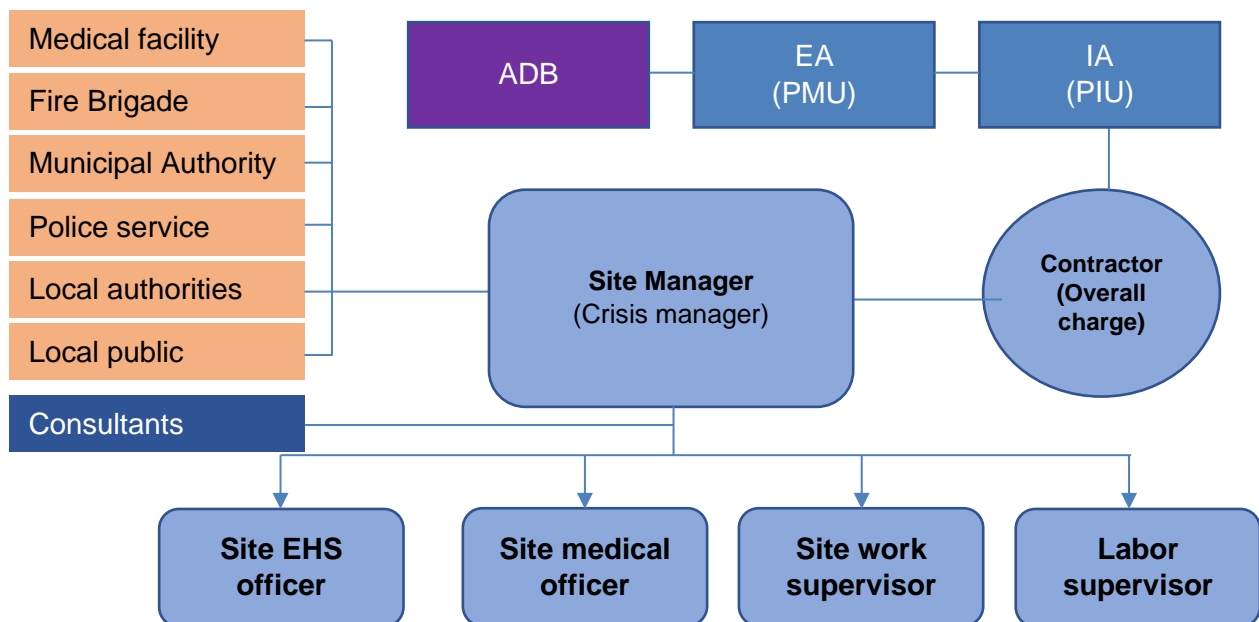 Medical facility
Fire Brigade
Municipal Authority
Police service
Local authorities
Local public
Consultants
ADB
EA
(PMU)
IA
(PIU)
Site Manager
(Crisis manager)
Contractor
(Overall
charge)
Site EHS
officer
Site medical
officer
Site work
supervisor
Labor
supervisor